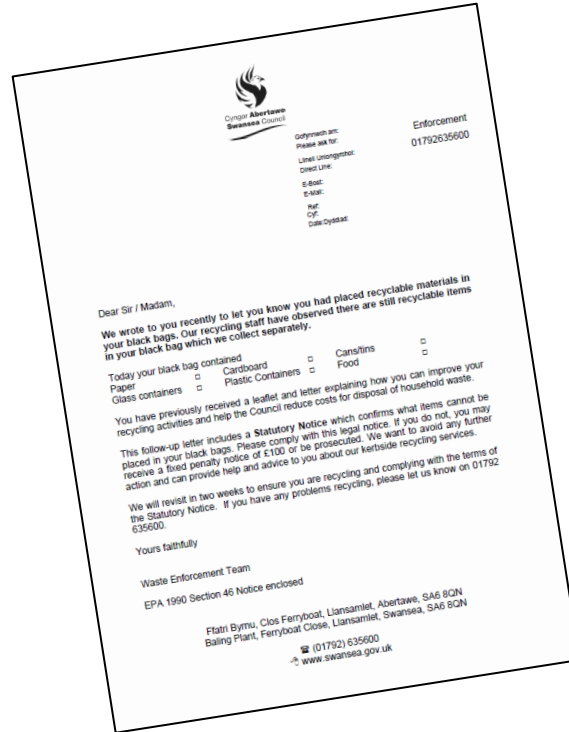 Cyngor Abertawe
Swansea Council
Gofynnwch am:
Please ask for:
Enforcement
Llinell Uniongyrchol:
Direct Line:
01792635600
E-Bost:
E-Mail:
Ref:
Cyf:
Date/Dyddiad:
Dear Sir / Madam,
We wrote to you recently to let you know you had placed recyclable materials in
your black bags. Our recycling staff have observed there are still recyclable items
in your black bag which we collect separately.
Today your black bag contained
Paper □ Cardboard □ Cans/tins □
Glass containers □ Plastic Containers □ Food □
You have previously received a leaflet and letter explaining how you can improve your
recycling activities and help the Council reduce costs for disposal of household waste.
This follow-up letter includes a Statutory Notice which confirms what items cannot be
placed in your black bags. Please comply with this legal notice. If you do not, you may
receive a fixed penalty notice of £100 or be prosecuted. We want to avoid any further
action and can provide help and advice to you about our kerbside recycling services.
We will revisit in two weeks to ensure you are recycling and complying with the terms of
the Statutory Notice. If you have any problems recycling, please let us know on 01792
635600.
Yours faithfully
Waste Enforcement Team
EPA 1990 Section 46 Notice enclosed
Ffatri Byrnu, Clos Ferryboat, Llansamlet, Abertawe, SA6 8QN
Baling Plant, Ferryboat Close, Llansamlet, Swansea, SA6 8QN
☎ (01792) 635600
www.swansea.gov.uk